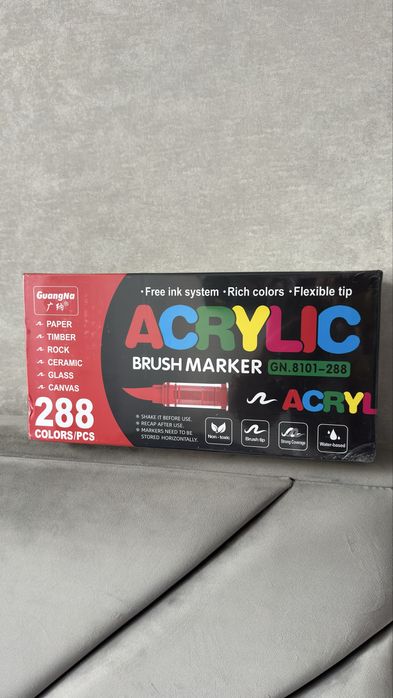 GuangNa
广纳®
PAPER
TIMBER
ROCK
CERAMIC
GLASS
CANVAS
288
COLORS/PCS
·Free ink system ·Rich colors ·Flexible tip
ACRYLIC
BRUSH MARKER GN.8101-288
ACRYL
SHAKE IT BEFORE USE.
RECAP AFTER USE.
MARKERS NEED TO BE
STORED HORIZONTALLY.
Non-toxic Brush tip Strong Coverage Water-based